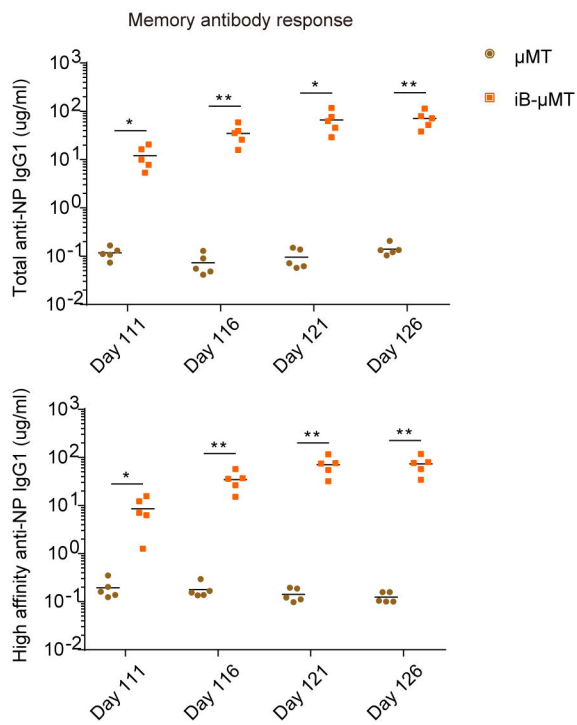 Memory antibody response
μMT
iB-μMT
Total anti-NP IgG1 (ug/ml)
10³
10²
10¹
10⁰
10⁻¹
10⁻²
*
**
*
**
Day 111
Day 116
Day 121
Day 126
High affinity anti-NP IgG1 (ug/ml)
10³
10²
10¹
10⁰
10⁻¹
10⁻²
*
**
**
**
Day 111
Day 116
Day 121
Day 126